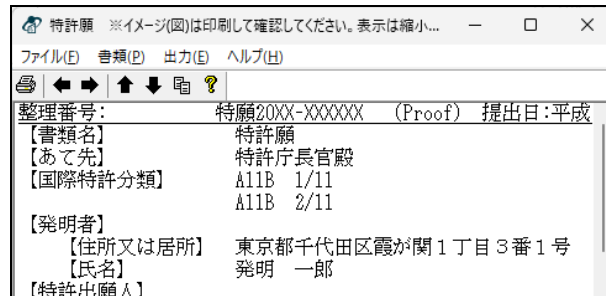 特許願　※イメージ(図)は印刷して確認してください。表示は縮小...
ファイル(F)　書類(P)　出力(E)　ヘルプ(H)
整理番号:　特願20XX-XXXXXX　(Proof)　提出日:平成
【書類名】　特許願
【あて先】　特許庁長官殿
【国際特許分類】　A11B 1/11
A11B 2/11
【発明者】
【住所又は居所】　東京都千代田区霞が関１丁目３番１号
【氏名】　発明　一郎
【特許出願人】